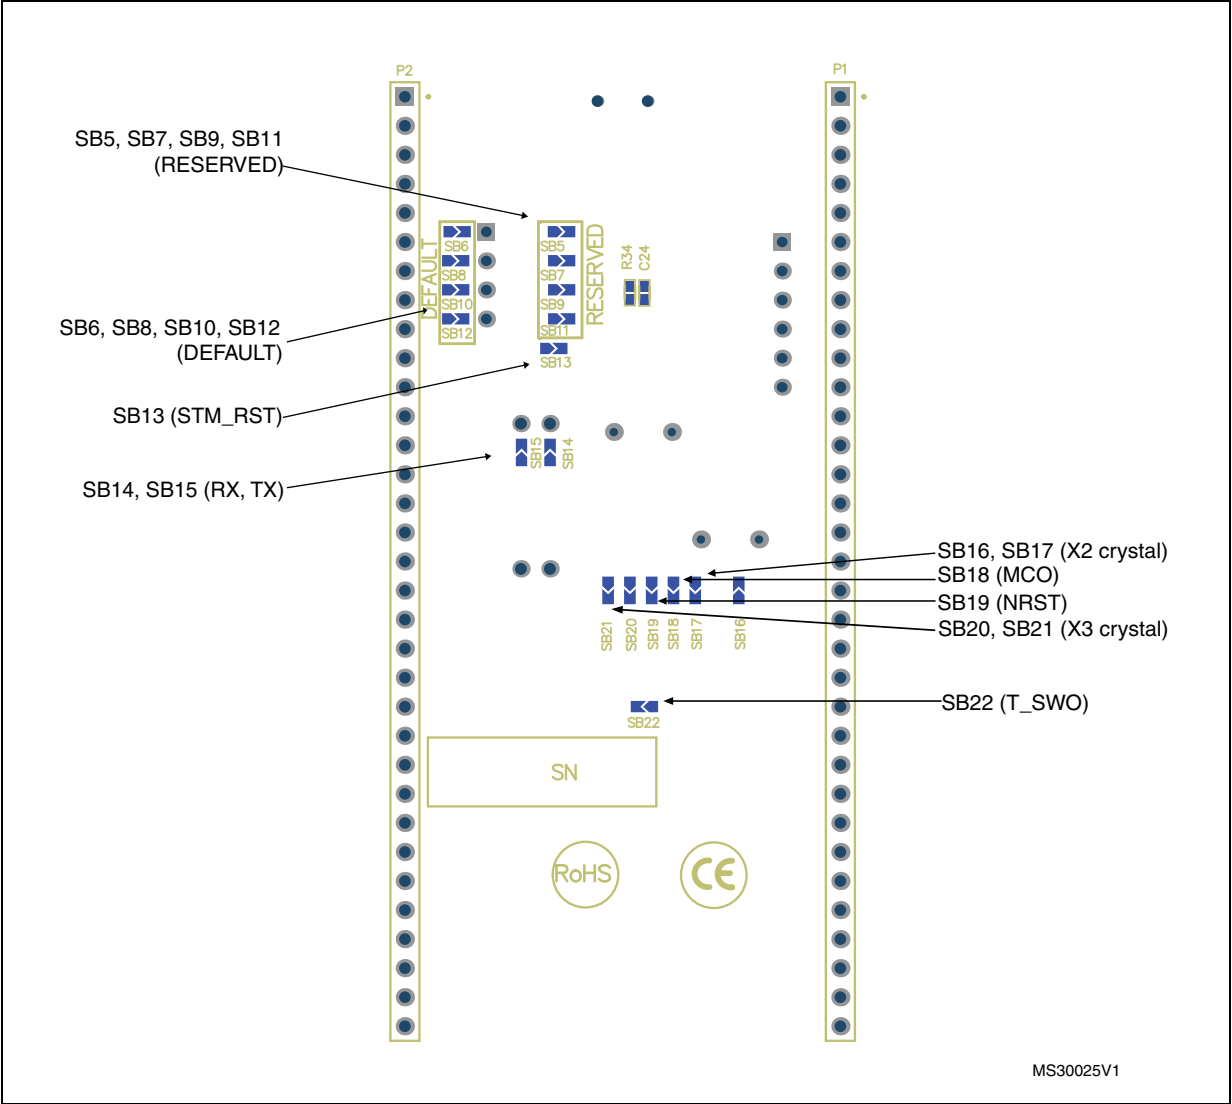 P2
P1
SB5, SB7, SB9, SB11
(RESERVED)
SB6
SB8
SB10
SB12
DEFAULT
SB5
SB7
SB9
SB11
RESERVED
R34
C24
SB6, SB8, SB10, SB12
(DEFAULT)
SB13
SB13 (STM_RST)
SB15
SB14
SB14, SB15 (RX, TX)
SB16, SB17 (X2 crystal)
SB18 (MCO)
SB19 (NRST)
SB20, SB21 (X3 crystal)
SB21
SB20
SB19
SB18
SB17
SB16
SB22 (T_SWO)
SB22
SN
RoHS
CE
MS30025V1